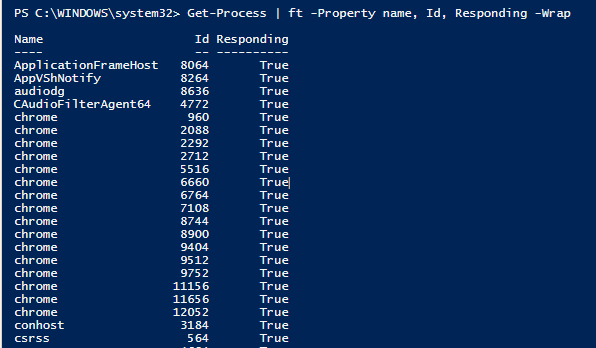 PS C:\WINDOWS\system32> Get-Process | ft -Property name, Id, Responding -Wrap
Name Id Responding
---- -- ----------
ApplicationFrameHost 8064 True
AppVShNotify 8264 True
audiodg 8636 True
CAudioFilterAgent64 4772 True
chrome 960 True
chrome 2088 True
chrome 2292 True
chrome 2712 True
chrome 5516 True
chrome 6660 True
chrome 6764 True
chrome 7108 True
chrome 8744 True
chrome 8900 True
chrome 9404 True
chrome 9512 True
chrome 9752 True
chrome 11156 True
chrome 11656 True
chrome 12052 True
conhost 3184 True
csrss 564 True